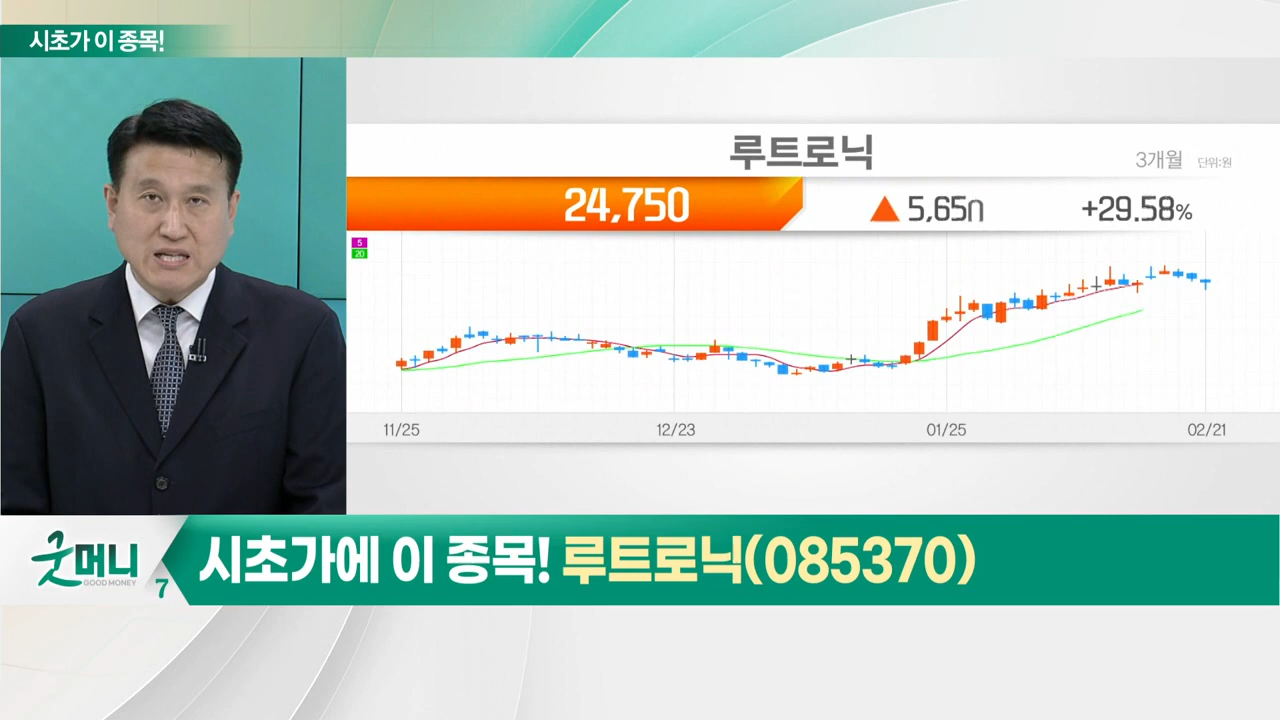 시초가 이 종목!
루트로닉
3개월 단위:원
24,750 ▲ 5,650 +29.58%
5
20
11/25 12/23 01/25 02/21
굿머니
GOOD MONEY
7
시초가에 이 종목! 루트로닉(085370)